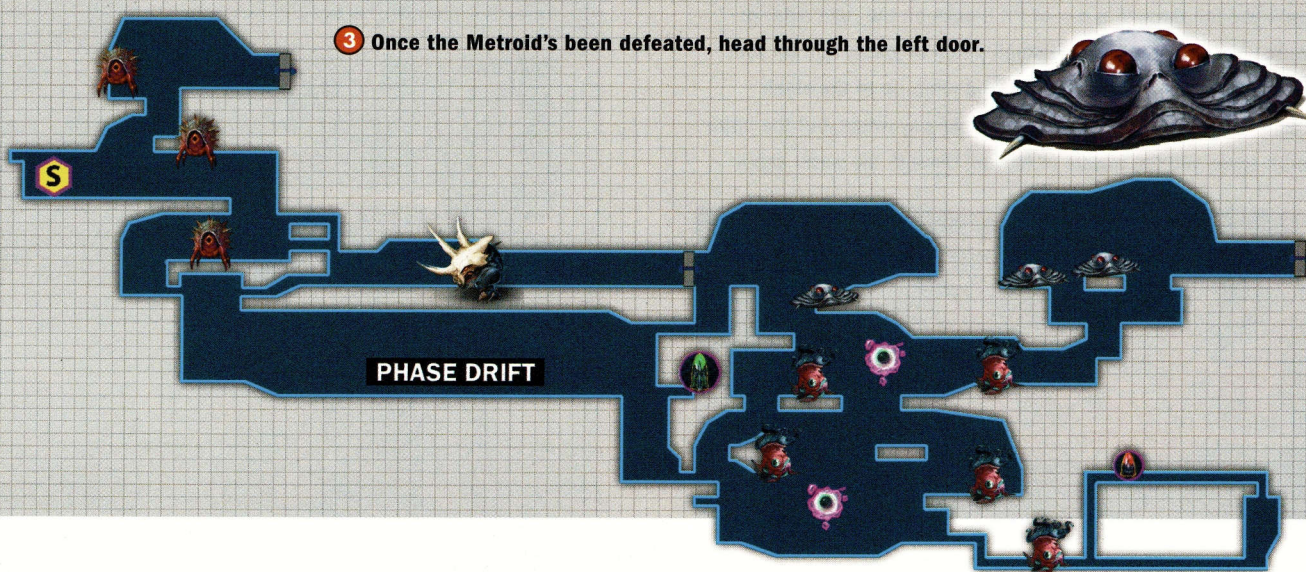 3 Once the Metroid's been defeated, head through the left door.
S
PHASE DRIFT